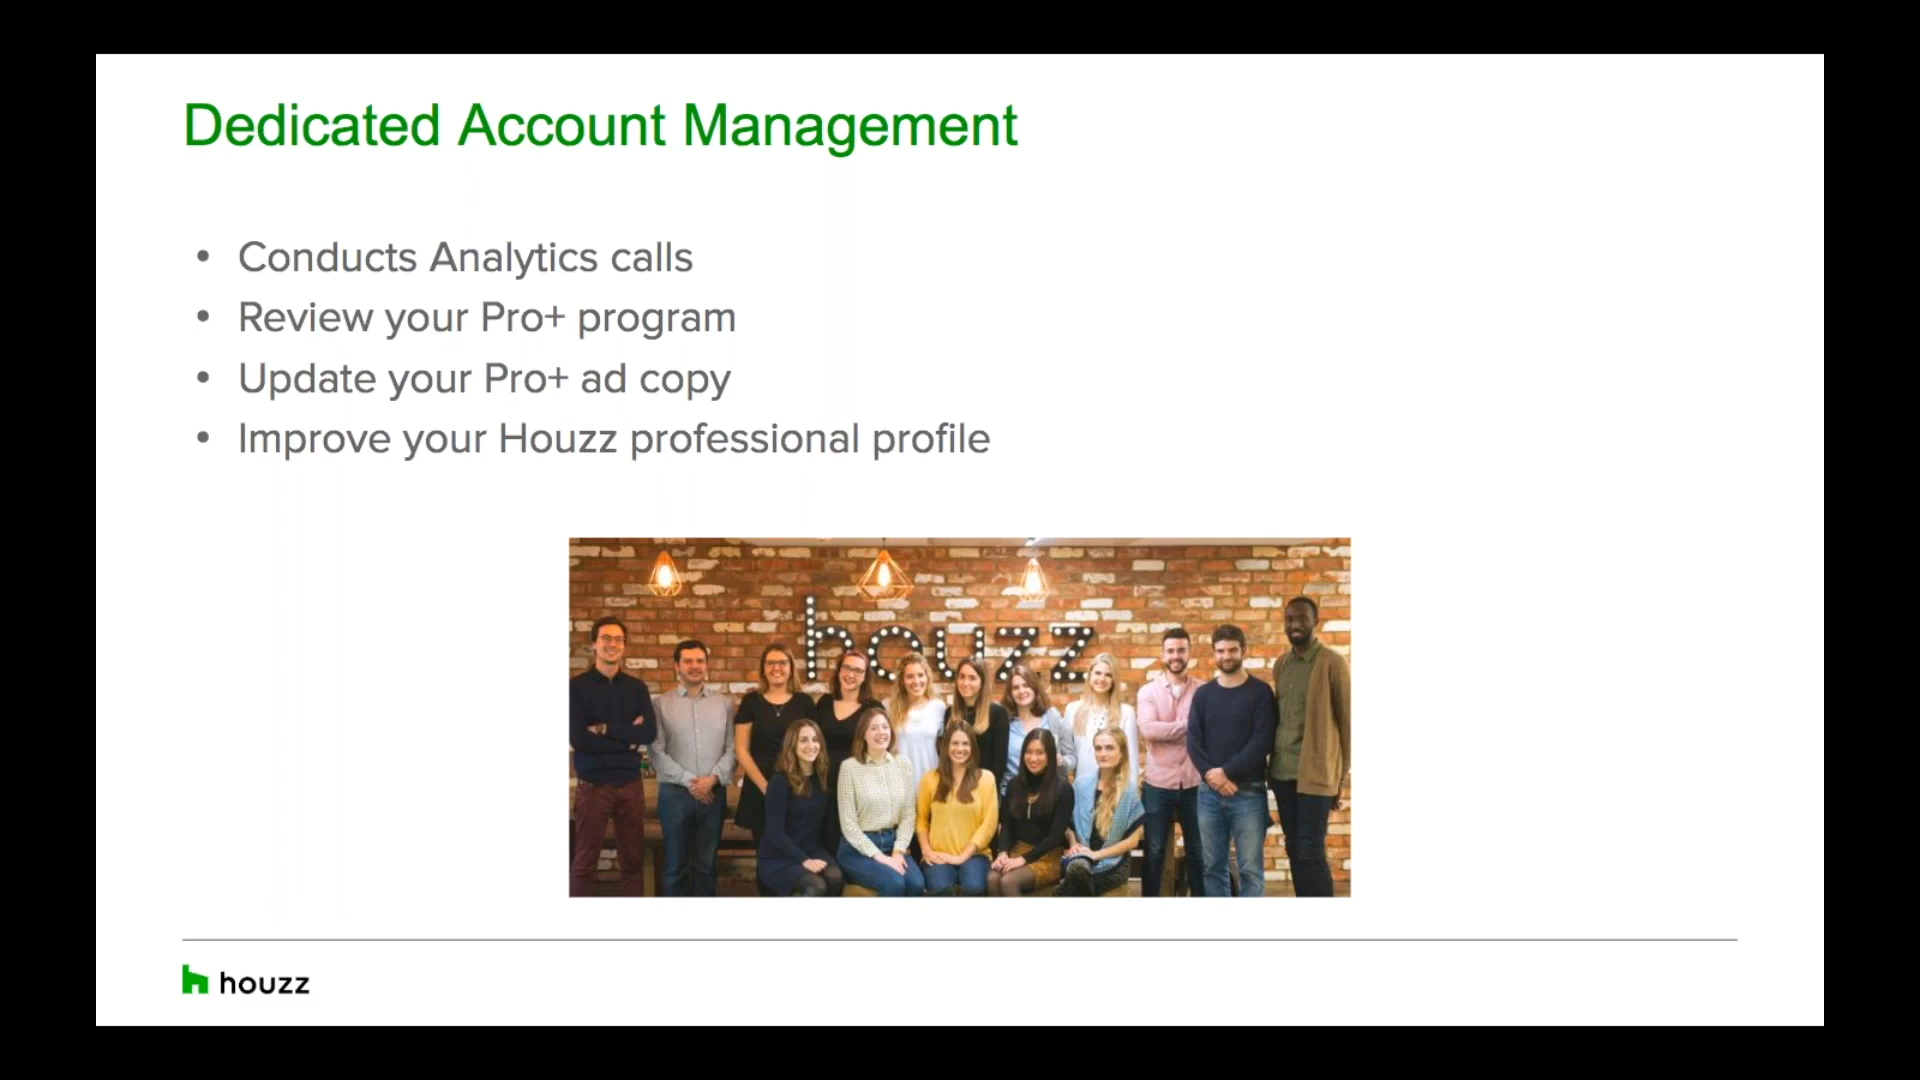 Dedicated Account Management
• Conducts Analytics calls
• Review your Pro+ program
• Update your Pro+ ad copy
• Improve your Houzz professional profile
houzz
houzz